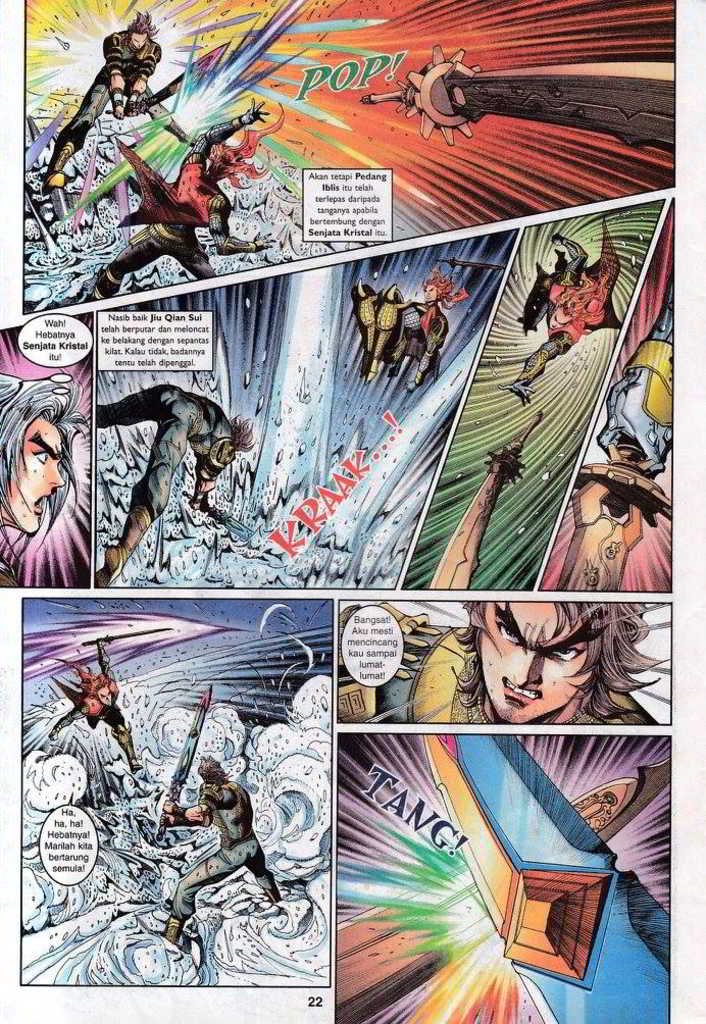 POP!
Akan tetapi Pedang
Iblis itu telah
terlepas daripada
tanganya apabila
bertembung dengan
Senjata Kristal itu.
Wah!
Hebatnya
Senjata Kristal
itu!
Nasib baik Jiu Qian Sui
telah berputar dan meloncat
ke belakang dengan sepantas
kilat. Kalau tidak, badannya
tentu telah dipenggal.
KRAAK...!
Ha,
ha, ha!
Hebatnya!
Marilah kita
bertarung
semula!
Bangsat!
Aku mesti
mencincang
kau sampai
lumat-
lumat!
TANG!
22